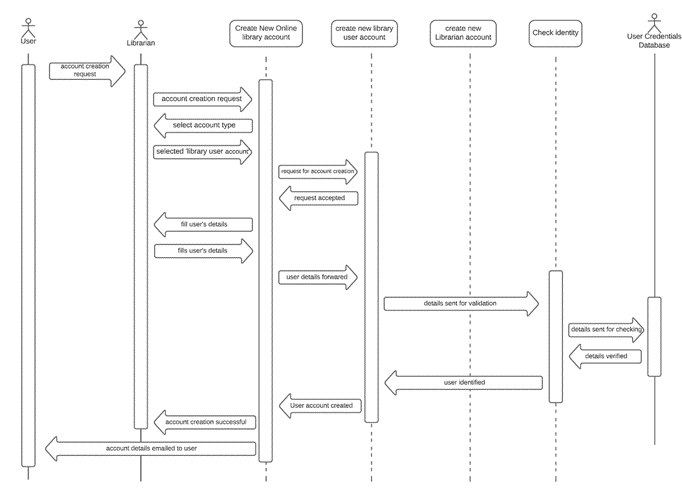 User
Librarian
Create New Online
library account
create new library
user account
create new
Librarian account
Check identity
User Credentials
Database
account creation
request
account creation request
select account type
selected 'library user account
request for account creation
request accepted
fill user's details
fills user's details
user details forwared
details sent for validation
details sent for checking
details verified
user identified
User account created
account creation successful
account details emailed to user